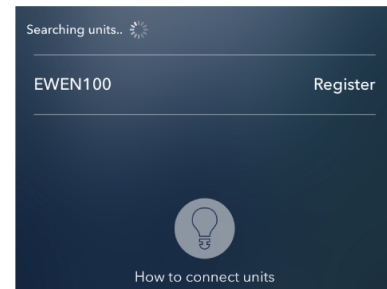 Searching units..
EWEN100 Register
How to connect units